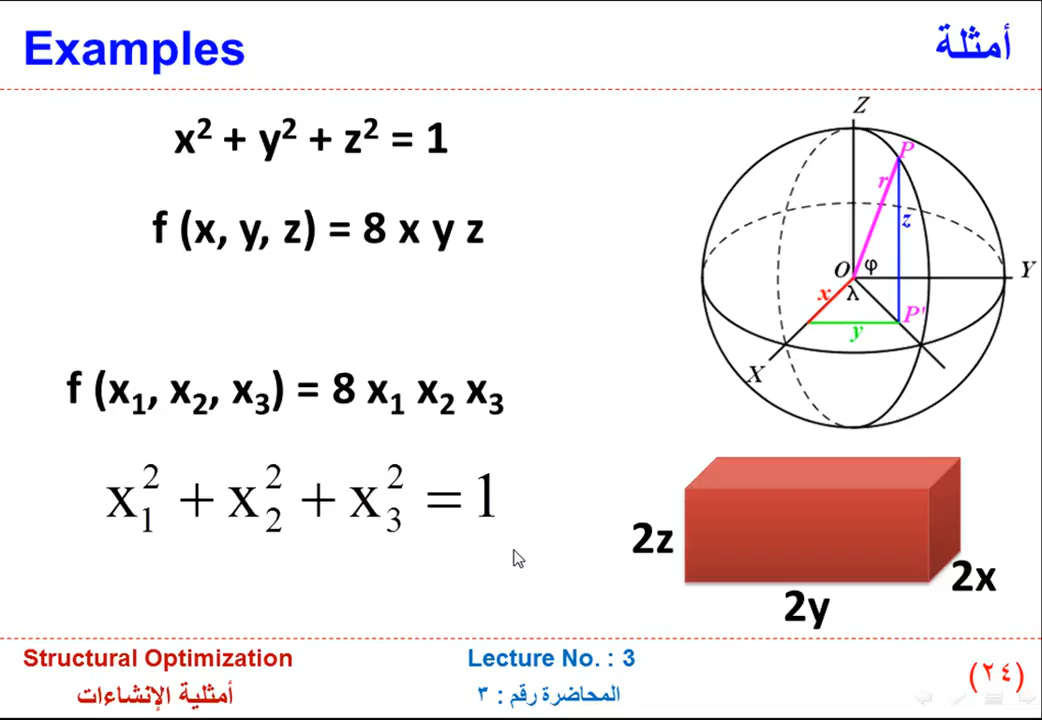 Examples
أمثلة
x² + y² + z² = 1
f (x, y, z) = 8 x y z
f (x₁, x₂, x₃) = 8 x₁ x₂ x₃
x₁² + x₂² + x₃² = 1
Z
P
r
z
O
φ
Y
x
λ
P'
y
X
2z
2x
2y
Structural Optimization
Lecture No. : 3
أمثلية الإنشاءات
المحاضرة رقم : ٣
(٢٤)